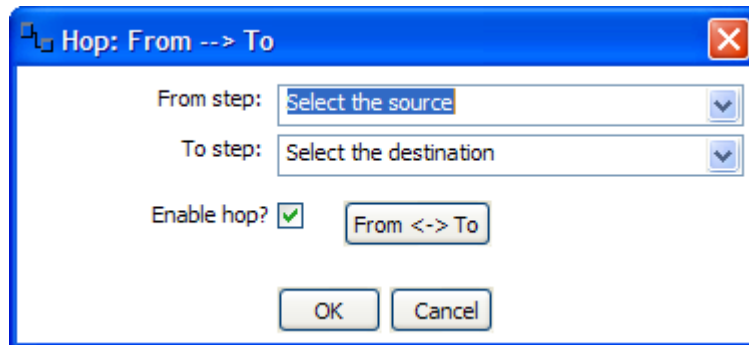 Hop: From --> To
From step: Select the source
To step: Select the destination
Enable hop? From <-> To
OK Cancel